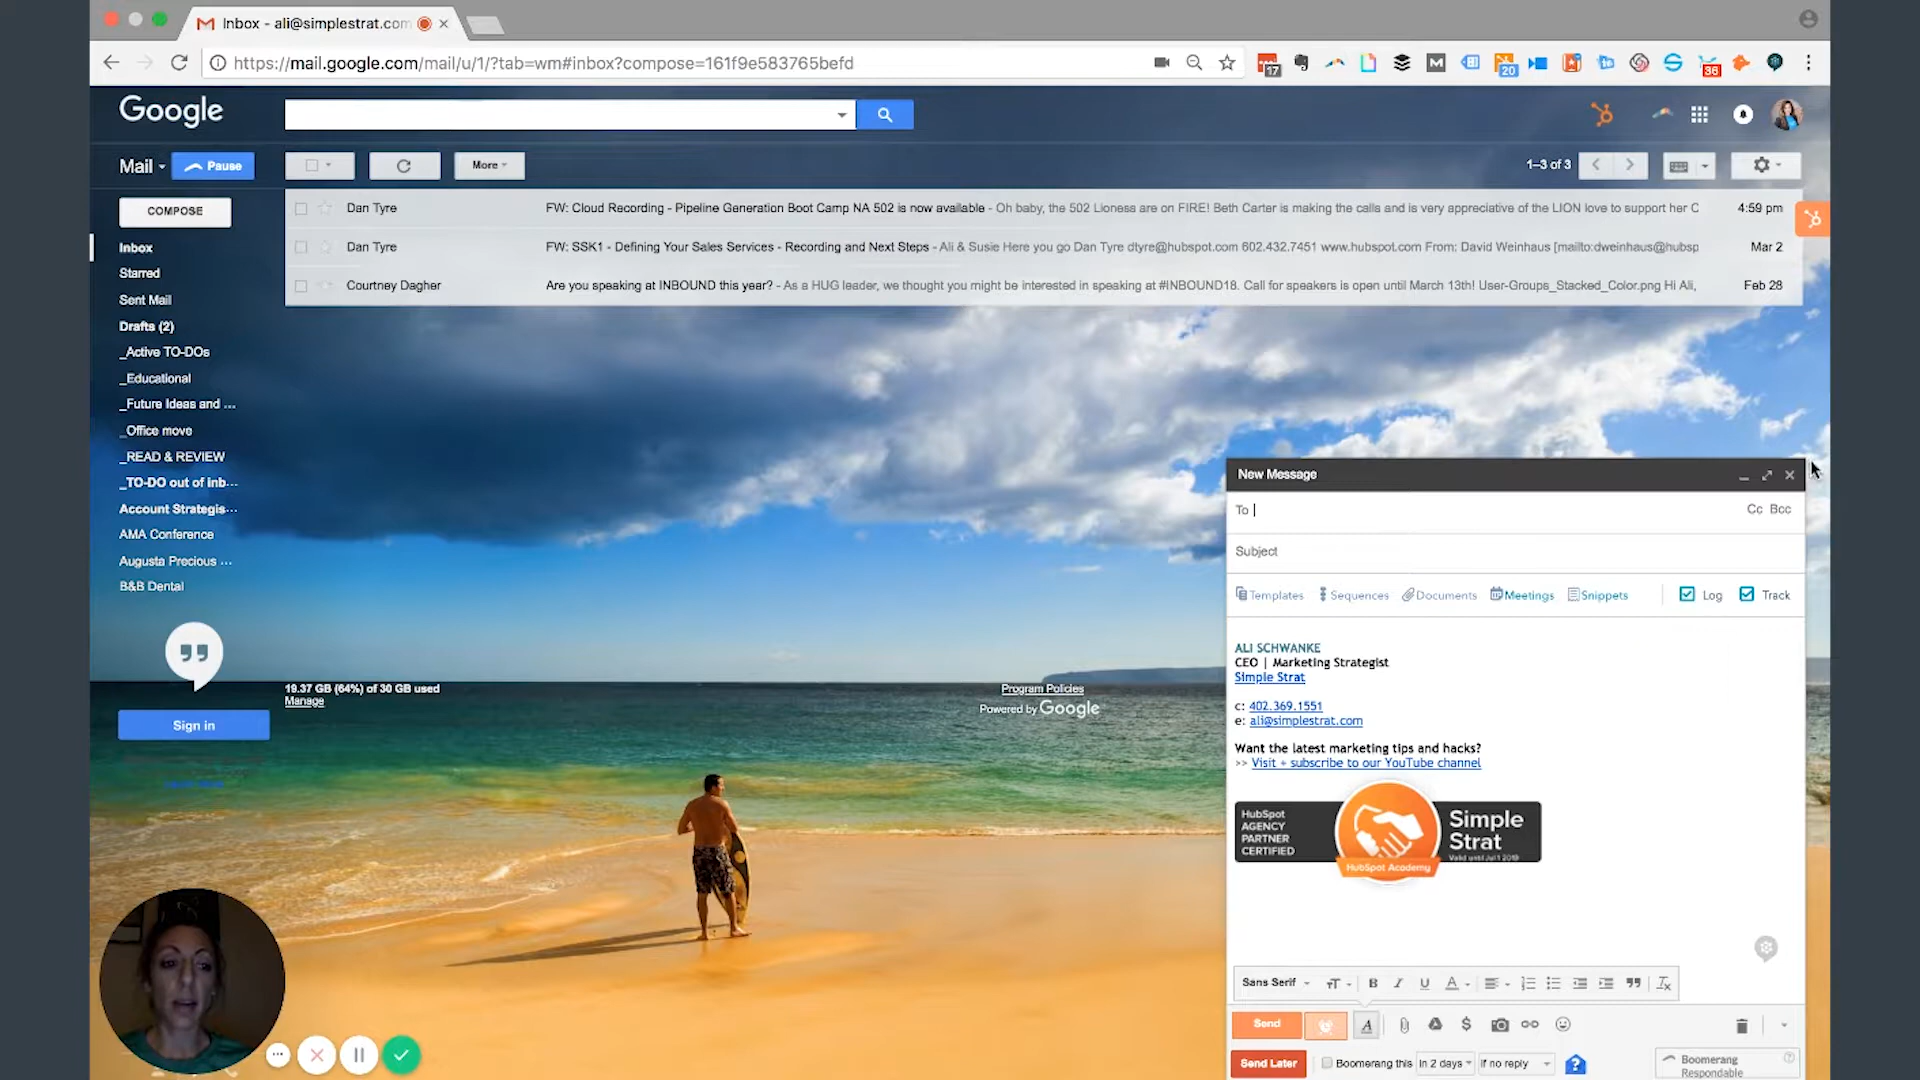 Inbox - ali@simplestrat.com
https://mail.google.com/mail/u/1/?tab=wm#inbox?compose=161f9e583765befd
17
20
36
Google
Mail
Pause
More
1–3 of 3
COMPOSE
Inbox
Starred
Sent Mail
Drafts (2)
_Active TO-DOs
_Educational
_Future Ideas and ...
_Office move
_READ & REVIEW
_TO-DO out of inb...
Account Strategis...
AMA Conference
Augusta Precious ...
B&B Dental
Sign in
Dan Tyre FW: Cloud Recording - Pipeline Generation Boot Camp NA 502 is now available - Oh baby, the 502 Lioness are on FIRE! Beth Carter is making the calls and is very appreciative of the LION love to support her C 4:59 pm
Dan Tyre FW: SSK1 - Defining Your Sales Services - Recording and Next Steps - Ali & Susie Here you go Dan Tyre dtyre@hubspot.com 602.432.7451 www.hubspot.com From: David Weinhaus [mailto:dweinhaus@hubsp Mar 2
Courtney Dagher Are you speaking at INBOUND this year? - As a HUG leader, we thought you might be interested in speaking at #INBOUND18. Call for speakers is open until March 13th! User-Groups_Stacked_Color.png Hi Ali, Feb 28
19.37 GB (64%) of 30 GB used
Manage
Program Policies
Powered by Google
New Message
To
Cc Bcc
Subject
Templates Sequences Documents Meetings Snippets Log Track
ALI SCHWANKE
CEO | Marketing Strategist
Simple Strat
c: 402.369.1551
e: ali@simplestrat.com
Want the latest marketing tips and hacks?
>> Visit + subscribe to our YouTube channel
HubSpot
AGENCY
PARTNER
CERTIFIED
HubSpot Academy
Simple
Strat
Valid until Jul 1 2019
Sans Serif
Send
Send Later
Boomerang this in 2 days if no reply
Boomerang
Respondable